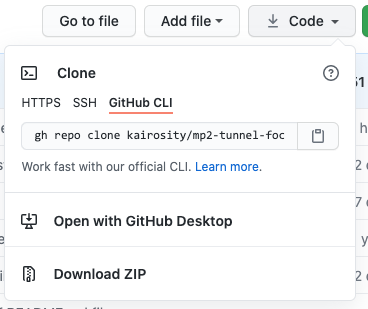 Go to file Add file Code
51
Clone
HTTPS SSH GitHub CLI
gh repo clone kairosity/mp2-tunnel-foc
Work fast with our official CLI. Learn more.
Open with GitHub Desktop
Download ZIP